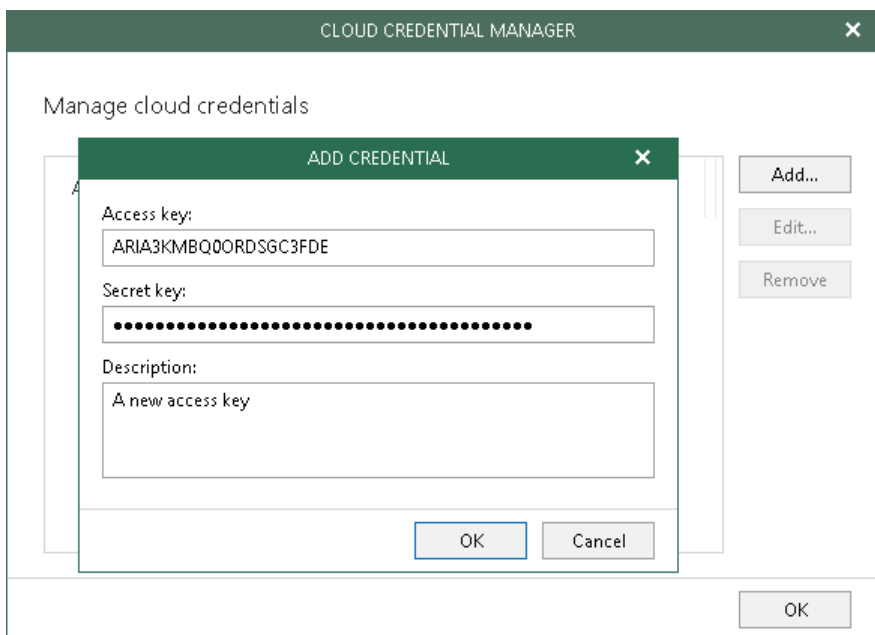 CLOUD CREDENTIAL MANAGER
Manage cloud credentials
ADD CREDENTIAL
Access key:
ARIA3KMBQ0ORDSGC3FDE
Secret key:
●●●●●●●●●●●●●●●●●●●●●●●●●●●●●●●●●●●●●●●●
Description:
A new access key
OK
Cancel
Add...
Edit...
Remove
OK